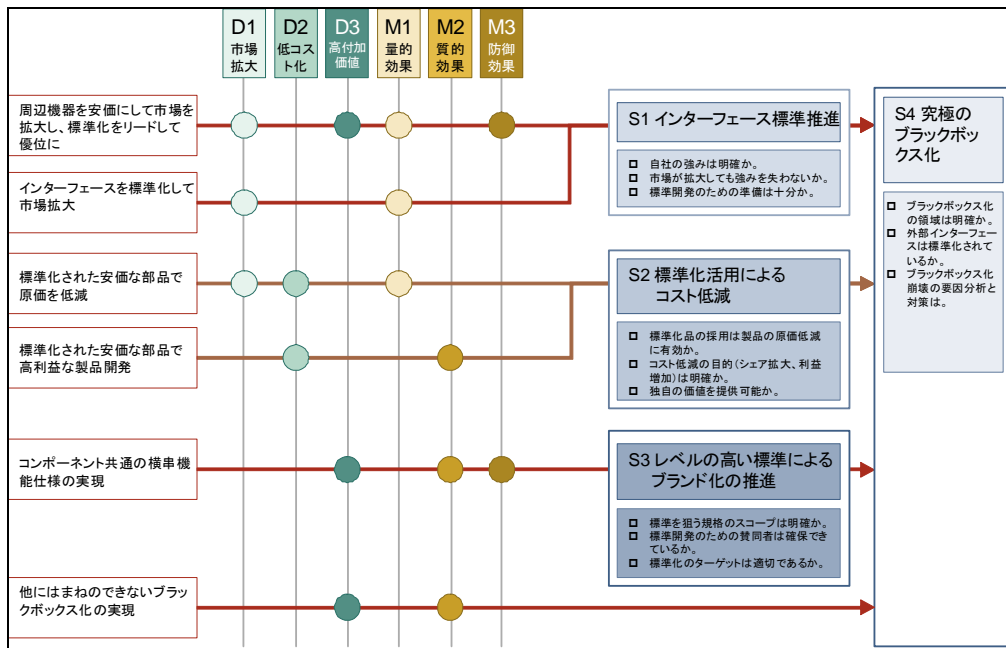 D1
市場
拡大
D2
低コス
ト化
D3
高付加
価値
M1
量的
効果
M2
質的
効果
M3
防御
効果
周辺機器を安価にして市場を
拡大し、標準化をリードして
優位に
インターフェースを標準化して
市場拡大
標準化された安価な部品で
原価を低減
標準化された安価な部品で
高利益な製品開発
コンポーネント共通の横串機
能仕様の実現
他にはまねのできないブラッ
クボックス化の実現
S1 インターフェース標準推進
自社の強みは明確か。
市場が拡大しても強みを失わないか。
標準開発のための準備は十分か。
S2 標準化活用による
コスト低減
標準化品の採用は製品の原価低減
に有効か。
コスト低減の目的(シェア拡大、利益
増加)は明確か。
独自の価値を提供可能か。
S3 レベルの高い標準による
ブランド化の推進
標準を狙う規格のスコープは明確か。
標準開発のための賛同者は確保でき
ているか。
標準化のターゲットは適切であるか。
S4 究極の
ブラックボッ
クス化
ブラックボックス化
の領域は明確か。
外部インターフェー
スは標準化されて
いるか。
ブラックボックス化
崩壊の要因分析と
対策は。